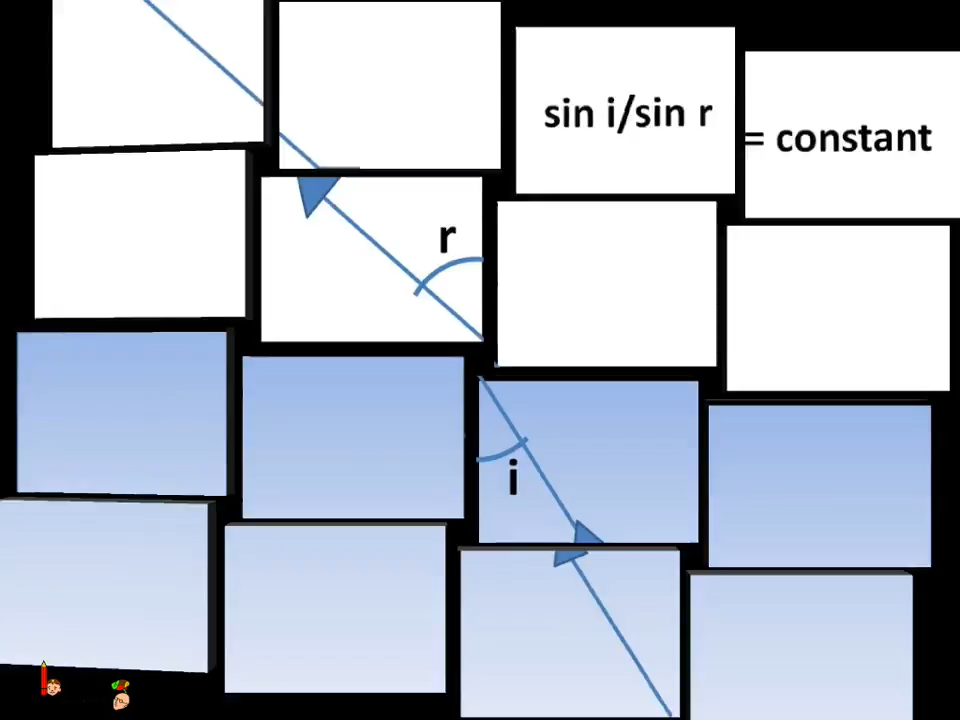 sin i/sin r = constant
r
i